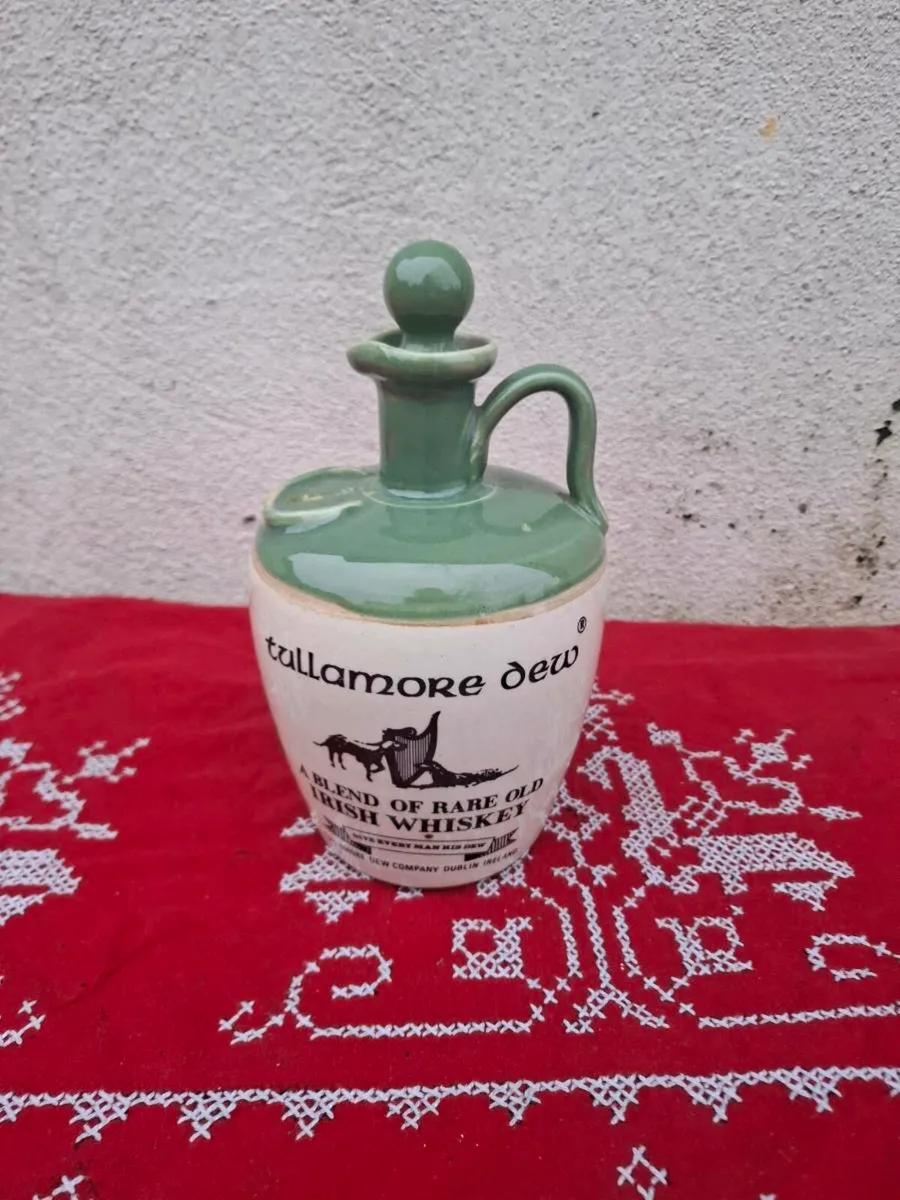 tullamore dew ®
A BLEND OF RARE OLD
IRISH WHISKEY
GIVE EVERY MAN HIS DEW
DEW COMPANY DUBLIN IRELAND